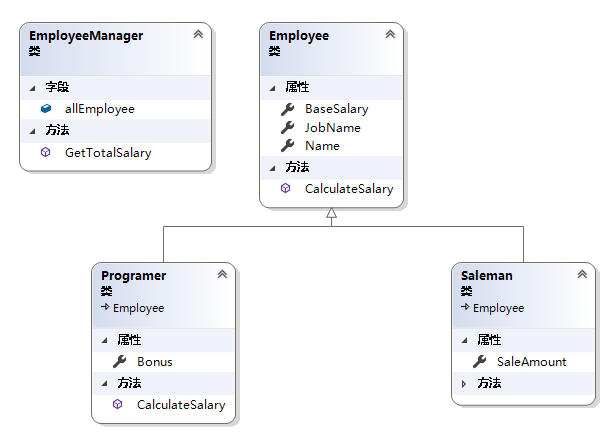 EmployeeManager
类
字段
allEmployee
方法
GetTotalSalary
Employee
类
属性
BaseSalary
JobName
Name
方法
CalculateSalary
Programer
类
Employee
属性
Bonus
方法
CalculateSalary
Saleman
类
Employee
属性
SaleAmount
方法